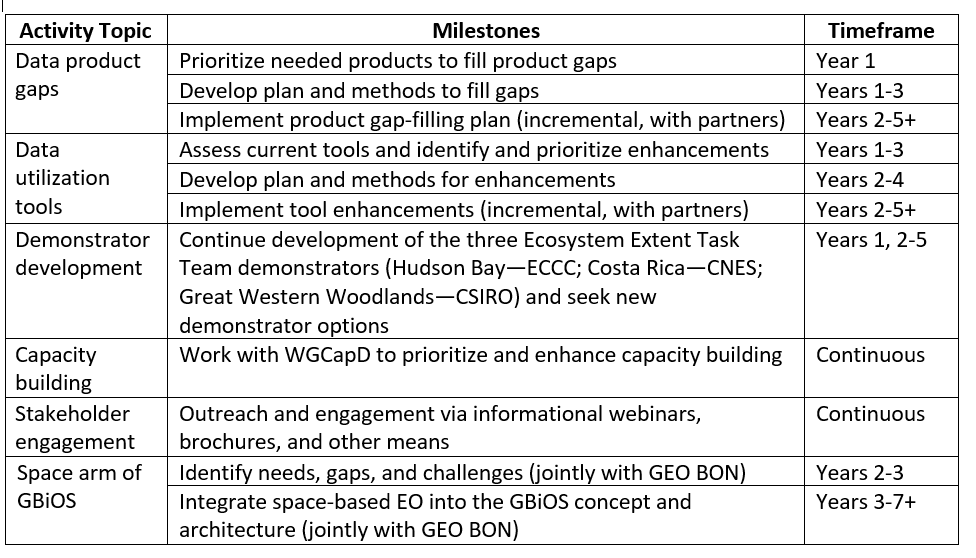 Activity Topic Milestones Timeframe
Data product gaps
Prioritize needed products to fill product gaps Year 1
Develop plan and methods to fill gaps Years 1-3
Implement product gap-filling plan (incremental, with partners) Years 2-5+
Data utilization tools
Assess current tools and identify and prioritize enhancements Years 1-3
Develop plan and methods for enhancements Years 2-4
Implement tool enhancements (incremental, with partners) Years 2-5+
Demonstrator development
Continue development of the three Ecosystem Extent Task
Team demonstrators (Hudson Bay—ECCC; Costa Rica—CNES;
Great Western Woodlands—CSIRO) and seek new
demonstrator options
Years 1, 2-5
Capacity building
Work with WGCapD to prioritize and enhance capacity building Continuous
Stakeholder engagement
Outreach and engagement via informational webinars,
brochures, and other means
Continuous
Space arm of GBiOS
Identify needs, gaps, and challenges (jointly with GEO BON) Years 2-3
Integrate space-based EO into the GBiOS concept and
architecture (jointly with GEO BON)
Years 3-7+